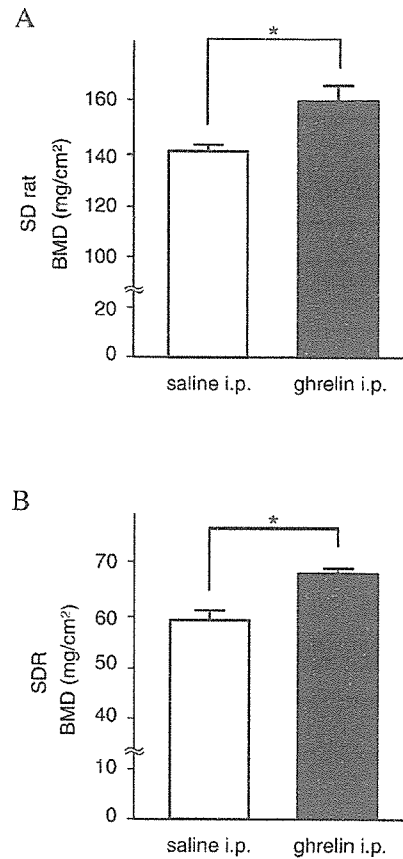 A
*
160
140
120
100
20
0
SD rat
BMD (mg/cm²)
saline i.p. ghrelin i.p.
B
*
70
60
50
40
10
0
SDR
BMD (mg/cm²)
saline i.p. ghrelin i.p.